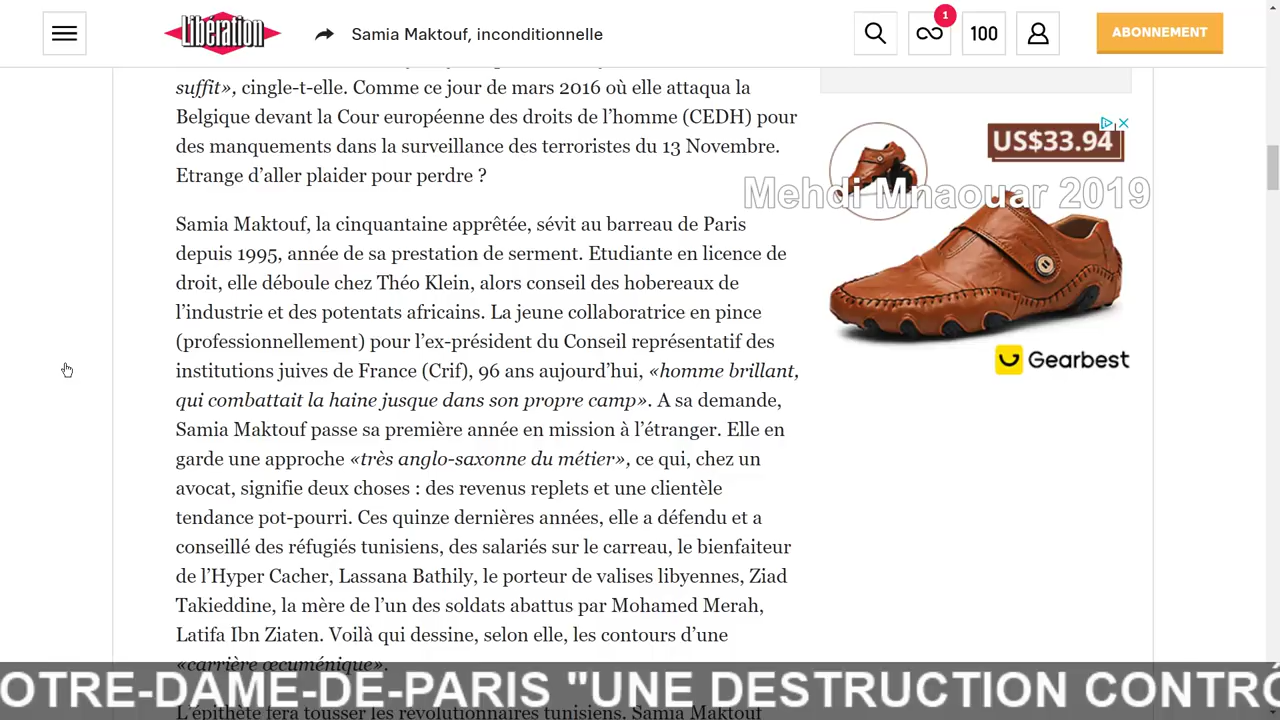 Libération
Samia Maktouf, inconditionnelle
1
100
ABONNEMENT
suffit», cingle-t-elle. Comme ce jour de mars 2016 où elle attaqua la
Belgique devant la Cour européenne des droits de l’homme (CEDH) pour
des manquements dans la surveillance des terroristes du 13 Novembre.
Etrange d’aller plaider pour perdre ?
Samia Maktouf, la cinquantaine apprêtée, sévit au barreau de Paris
depuis 1995, année de sa prestation de serment. Etudiante en licence de
droit, elle déboule chez Théo Klein, alors conseil des hobereaux de
l’industrie et des potentats africains. La jeune collaboratrice en pince
(professionnellement) pour l’ex-président du Conseil représentatif des
institutions juives de France (Crif), 96 ans aujourd’hui, «homme brillant,
qui combattait la haine jusque dans son propre camp». A sa demande,
Samia Maktouf passe sa première année en mission à l’étranger. Elle en
garde une approche «très anglo-saxonne du métier», ce qui, chez un
avocat, signifie deux choses : des revenus replets et une clientèle
tendance pot-pourri. Ces quinze dernières années, elle a défendu et a
conseillé des réfugiés tunisiens, des salariés sur le carreau, le bienfaiteur
de l’Hyper Cacher, Lassana Bathily, le porteur de valises libyennes, Ziad
Takieddine, la mère de l’un des soldats abattus par Mohamed Merah,
Latifa Ibn Ziaten. Voilà qui dessine, selon elle, les contours d’une
«carrière œcuménique».
L’épithète fera tousser les révolutionnaires tunisiens. Samia Maktouf
US$33.94
Mehdi Mnaouar 2019
Gearbest
OTRE-DAME-DE-PARIS "UNE DESTRUCTION CONTRÔ